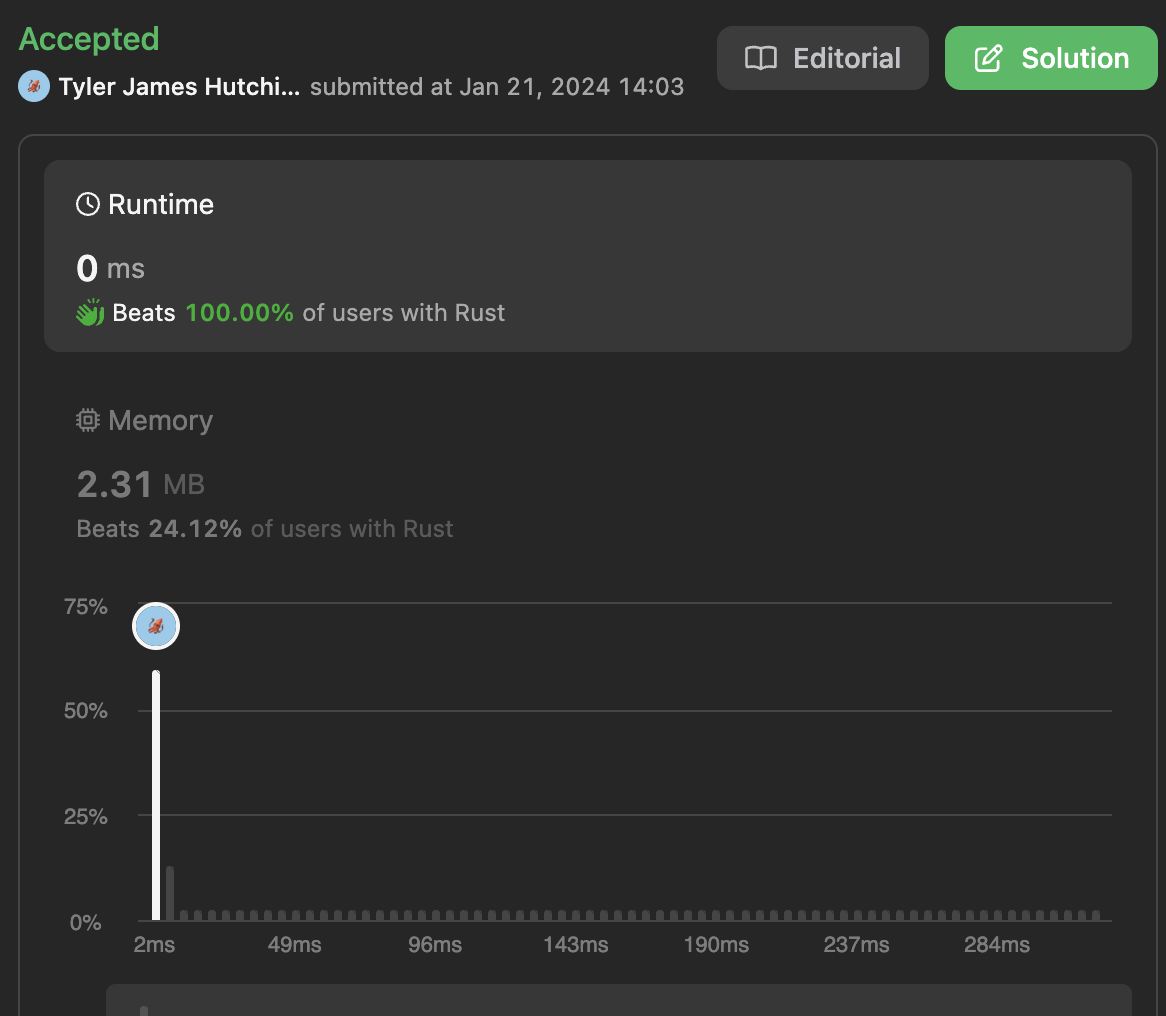 Accepted
Tyler James Hutchi... submitted at Jan 21, 2024 14:03
Editorial
Solution
Runtime
0 ms
Beats 100.00% of users with Rust
Memory
2.31 MB
Beats 24.12% of users with Rust
75%
50%
25%
0%
2ms 49ms 96ms 143ms 190ms 237ms 284ms